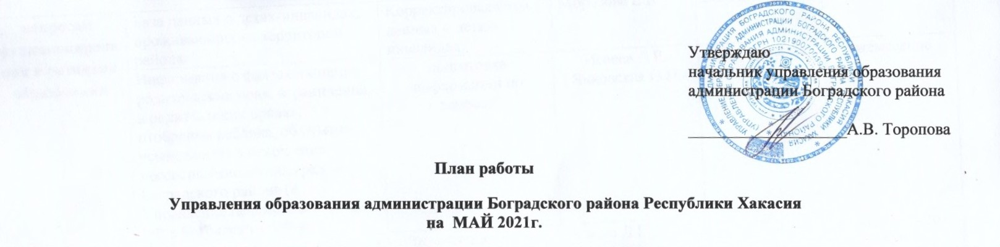 Утверждаю
начальник управления образования
администрации Боградского района
А.В. Торопова
План работы
Управления образования администрации Боградского района Республики Хакасия
на МАЙ 2021г.